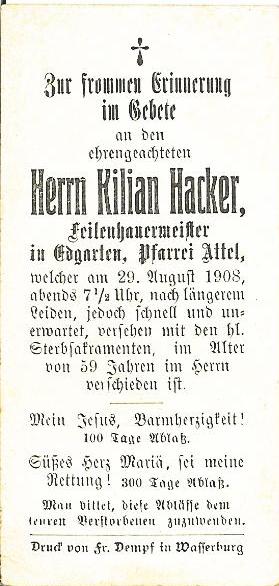 Zur frommen Erinnerung
im Gebete
an den
ehrengeachteten
Herrn Kilian Hacker,
Feilenhauermeister
in Edgarten, Pfarrei Attel,
welcher am 29. August 1908,
abends 7½ Uhr, nach längerem
Leiden, jedoch schnell und un-
erwartet, versehen mit den hl.
Sterbsakramenten, im Alter
von 59 Jahren im Herrn
verschieden ist.
Mein Jesus, Barmherzigkeit!
100 Tage Ablaß.
Süßes Herz Mariä, sei meine
Rettung! 300 Tage Ablaß.
Man bittet, diese Ablässe dem
teuren Verstorbenen zuzuwenden.
Druck von Fr. Dempf in Wasserburg